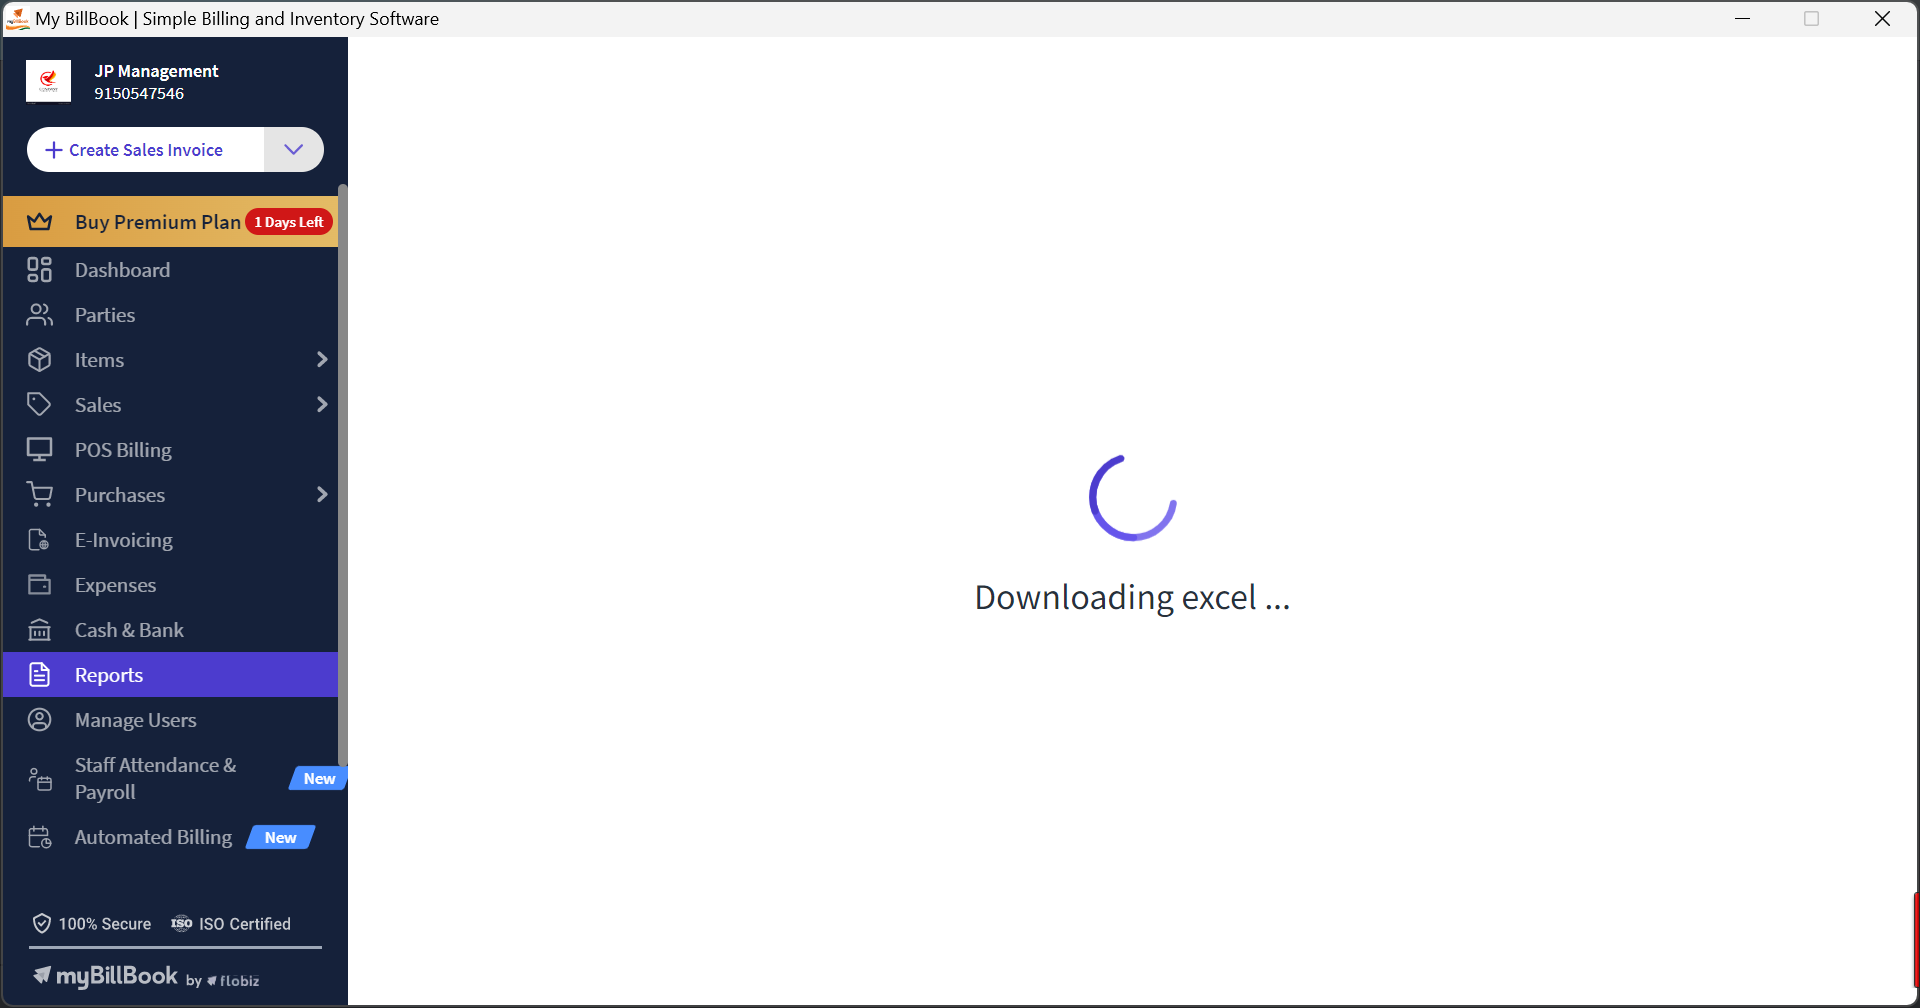 My BillBook | Simple Billing and Inventory Software
JP Management
9150547546
Create Sales Invoice
Buy Premium Plan 1 Days Left
Dashboard
Parties
Items
Sales
POS Billing
Purchases
E-Invoicing
Expenses
Cash & Bank
Reports
Manage Users
Staff Attendance &
Payroll New
Automated Billing New
Downloading excel ...
100% Secure ISO ISO Certified
myBillBook by flobiz